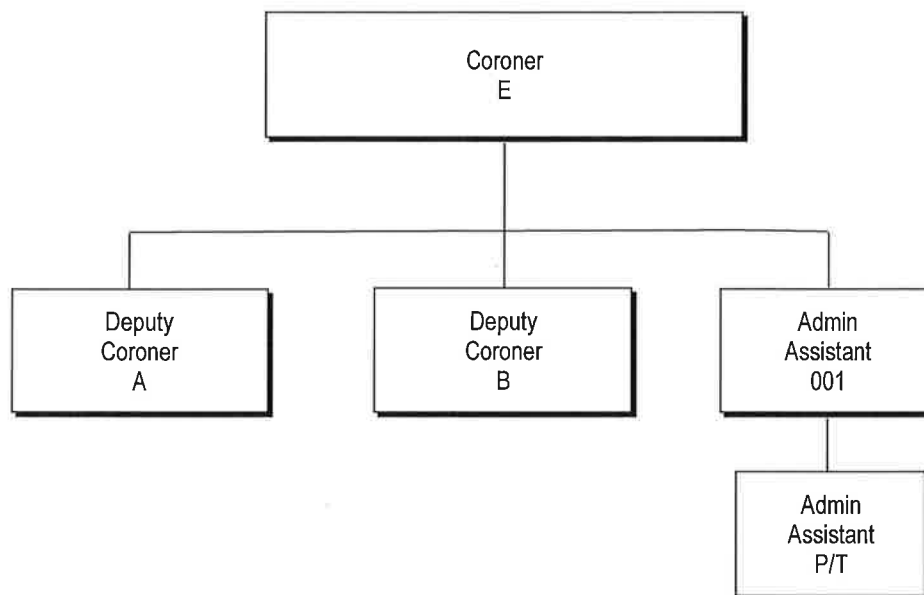 Coroner
E
Deputy
Coroner
A
Deputy
Coroner
B
Admin
Assistant
001
Admin
Assistant
P/T